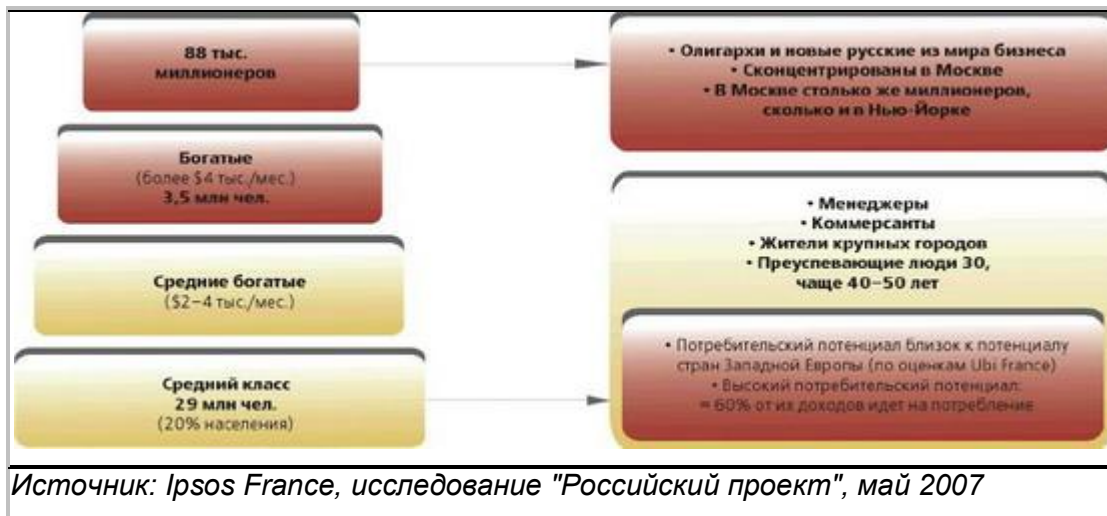 88 тыс.
миллионеров
Богатые
(более $4 тыс./мес.)
3,5 млн чел.
Средние богатые
($2–4 тыс./мес.)
Средний класс
29 млн чел.
(20% населения)
• Олигархи и новые русские из мира бизнеса
• Сконцентрированы в Москве
• В Москве столько же миллионеров,
сколько и в Нью-Йорке
• Менеджеры
• Коммерсанты
• Жители крупных городов
• Преуспевающие люди 30,
чаще 40–50 лет
• Потребительский потенциал близок к потенциалу
стран Западной Европы (по оценкам Ubi France)
• Высокий потребительский потенциал:
≈ 60% от их доходов идет на потребление
Источник: Ipsos France, исследование "Российский проект", май 2007